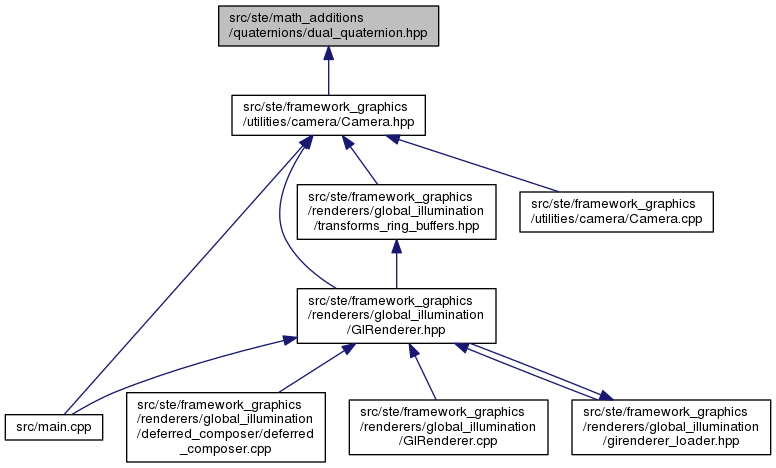 src/ste/math_additions
/quaternions/dual_quaternion.hpp
src/ste/framework_graphics
/utilities/camera/Camera.hpp
src/ste/framework_graphics
/renderers/global_illumination
/transforms_ring_buffers.hpp
src/ste/framework_graphics
/utilities/camera/Camera.cpp
src/ste/framework_graphics
/renderers/global_illumination
/GIRenderer.hpp
src/main.cpp
src/ste/framework_graphics
/renderers/global_illumination
/deferred_composer/deferred
_composer.cpp
src/ste/framework_graphics
/renderers/global_illumination
/GIRenderer.cpp
src/ste/framework_graphics
/renderers/global_illumination
/girenderer_loader.hpp